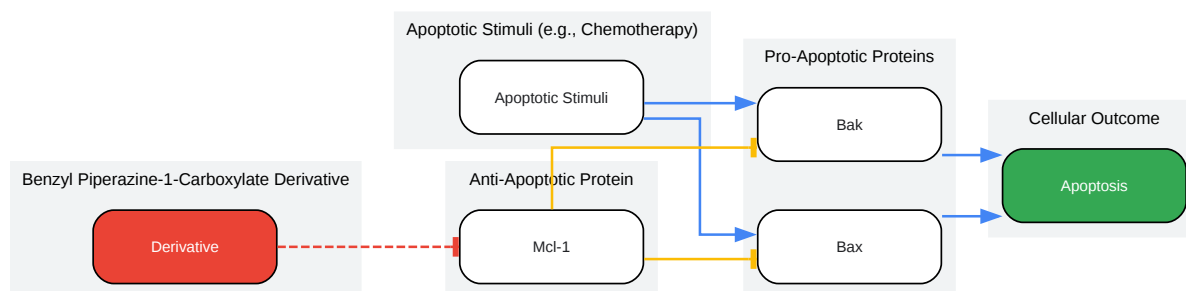 Apoptotic Stimuli (e.g., Chemotherapy)
Apoptotic Stimuli
Pro-Apoptotic Proteins
Bak
Cellular Outcome
Apoptosis
Benzyl Piperazine-1-Carboxylate Derivative
Derivative
Anti-Apoptotic Protein
Mcl-1
Bax